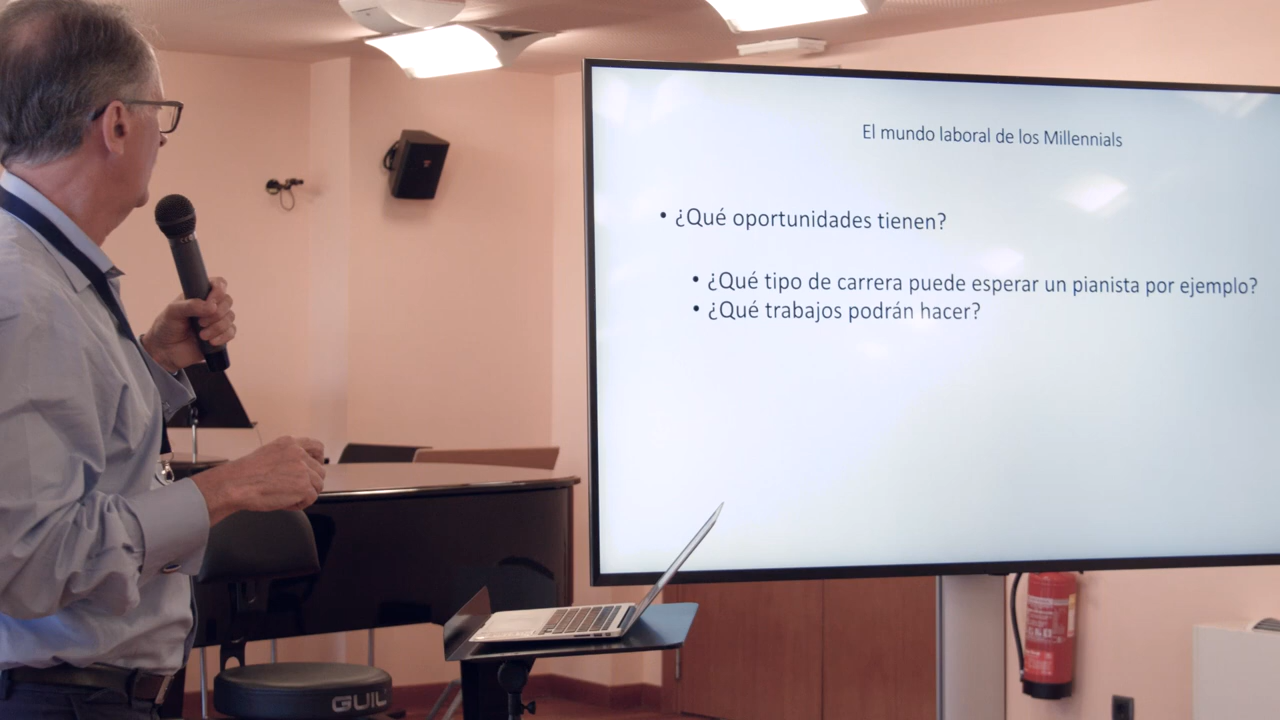 El mundo laboral de los Millennials
• ¿Qué oportunidades tienen?
• ¿Qué tipo de carrera puede esperar un pianista por ejemplo?
• ¿Qué trabajos podrán hacer?
GUIL